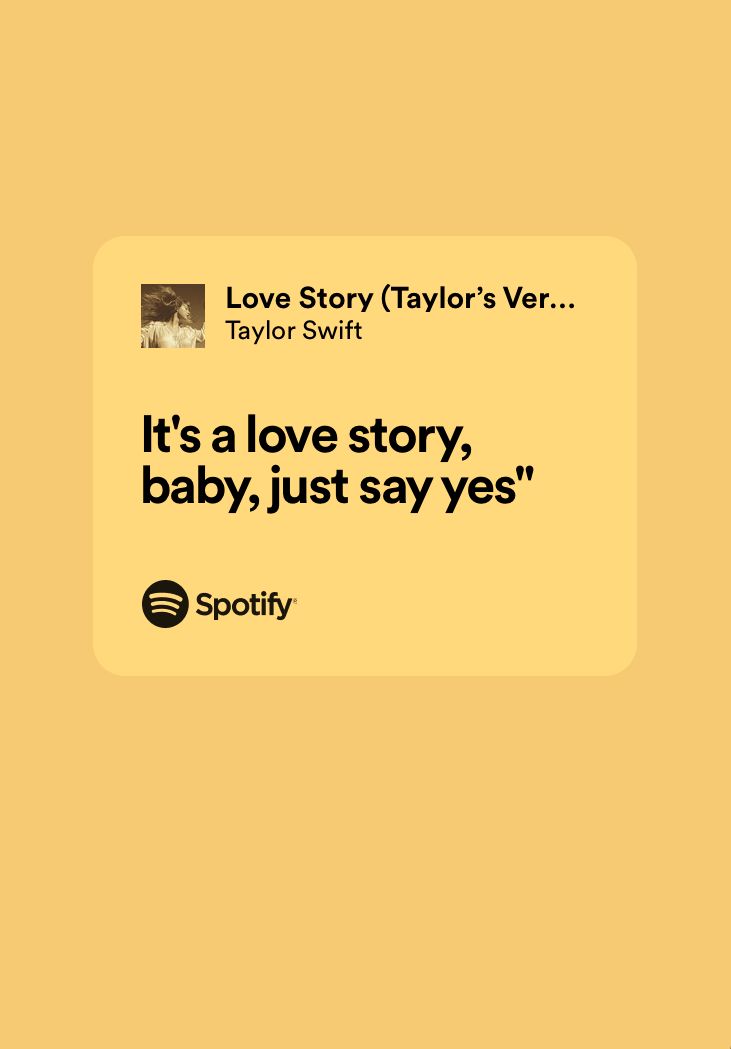 Love Story (Taylor’s Ver...
Taylor Swift
It's a love story,
baby, just say yes"
Spotify®